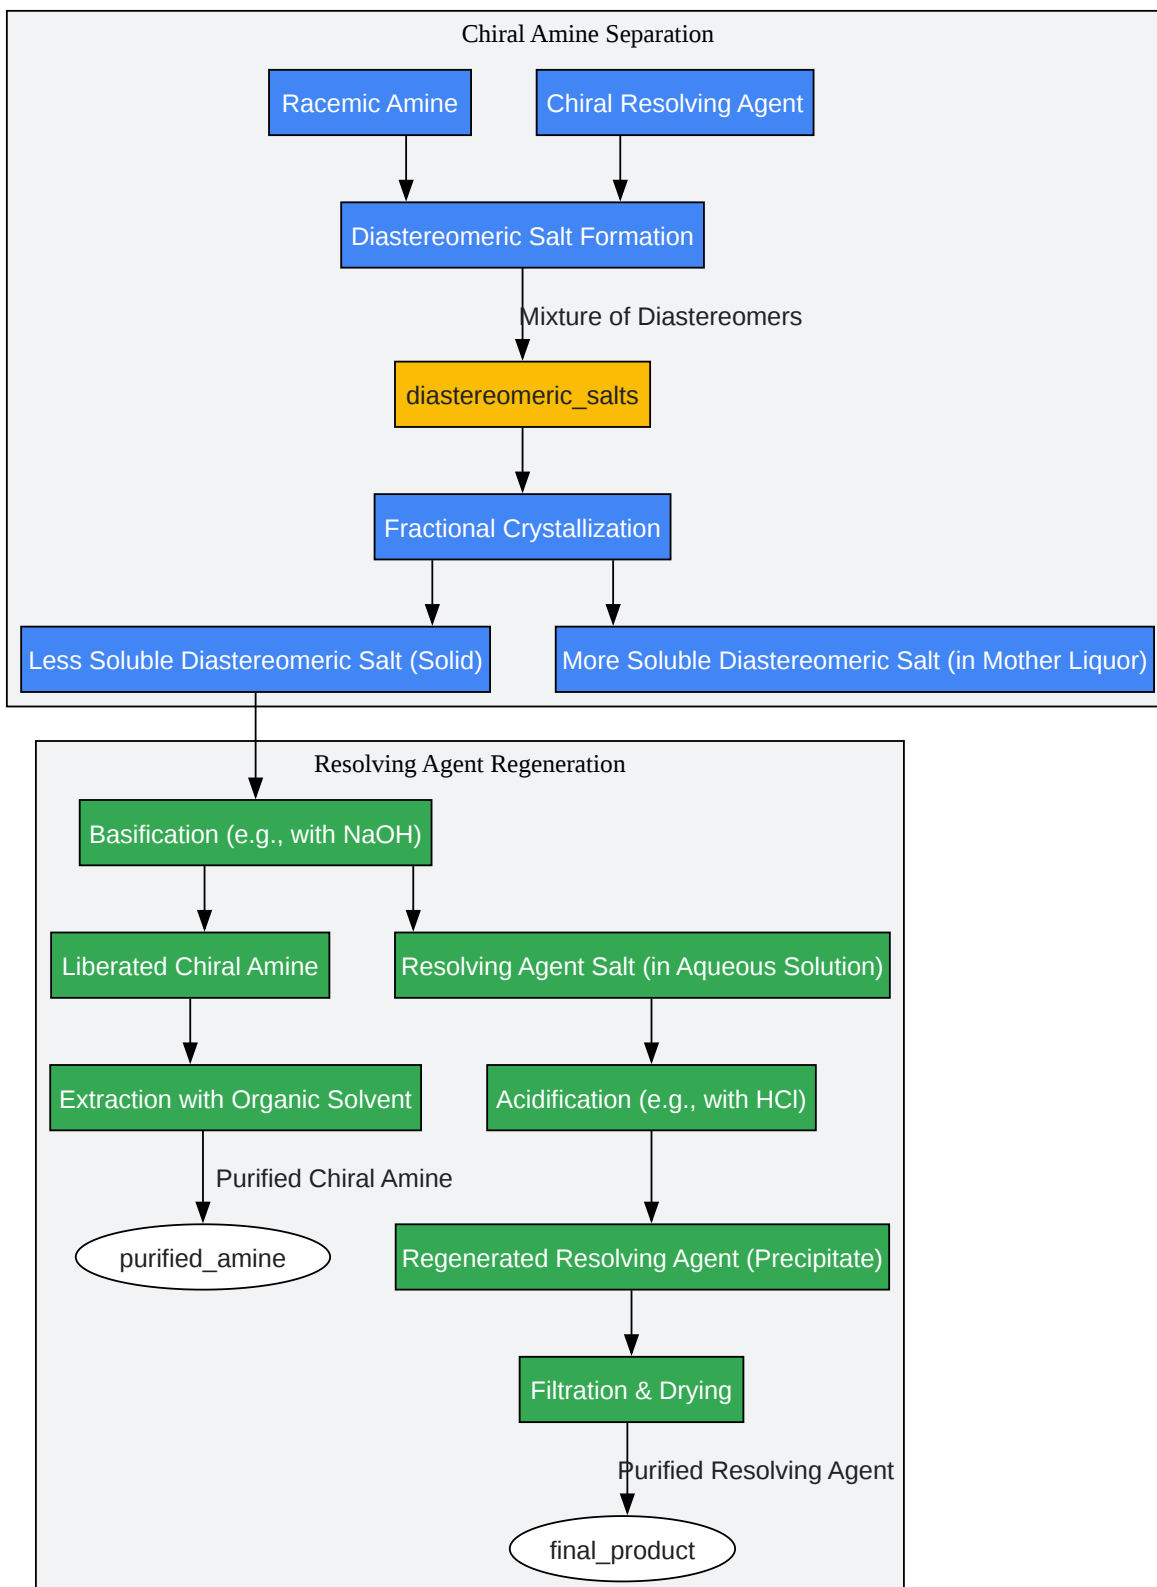 Chiral Amine Separation
Racemic Amine
Chiral Resolving Agent
Diastereomeric Salt Formation
Mixture of Diastereomers
diastereomeric_salts
Fractional Crystallization
Less Soluble Diastereomeric Salt (Solid)
More Soluble Diastereomeric Salt (in Mother Liquor)
Resolving Agent Regeneration
Basification (e.g., with NaOH)
Liberated Chiral Amine
Resolving Agent Salt (in Aqueous Solution)
Extraction with Organic Solvent
Acidification (e.g., with HCl)
Purified Chiral Amine
purified_amine
Regenerated Resolving Agent (Precipitate)
Filtration & Drying
Purified Resolving Agent
final_product